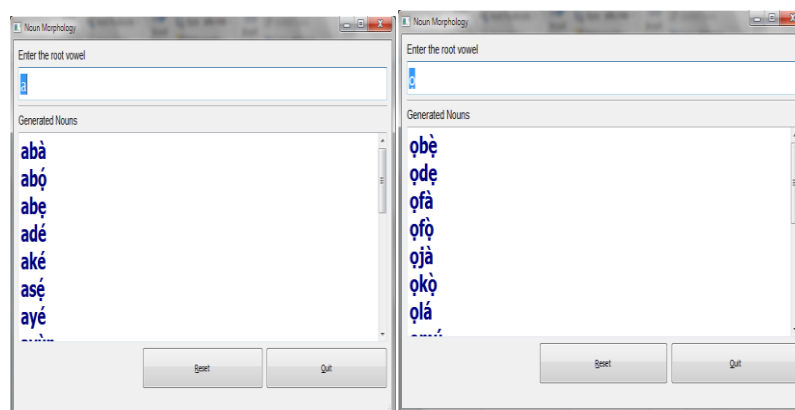 Noun Morphology
Enter the root vowel
a
Generated Nouns
abà
abọ́
abẹ
adé
aké
asé
ayé
Reset
Quit
Noun Morphology
Enter the root vowel
ọ
Generated Nouns
ọbẹ̀
ọdẹ
ọfà
ọfọ̀
ọjà
ọkọ̀
ọlá
Reset
Quit